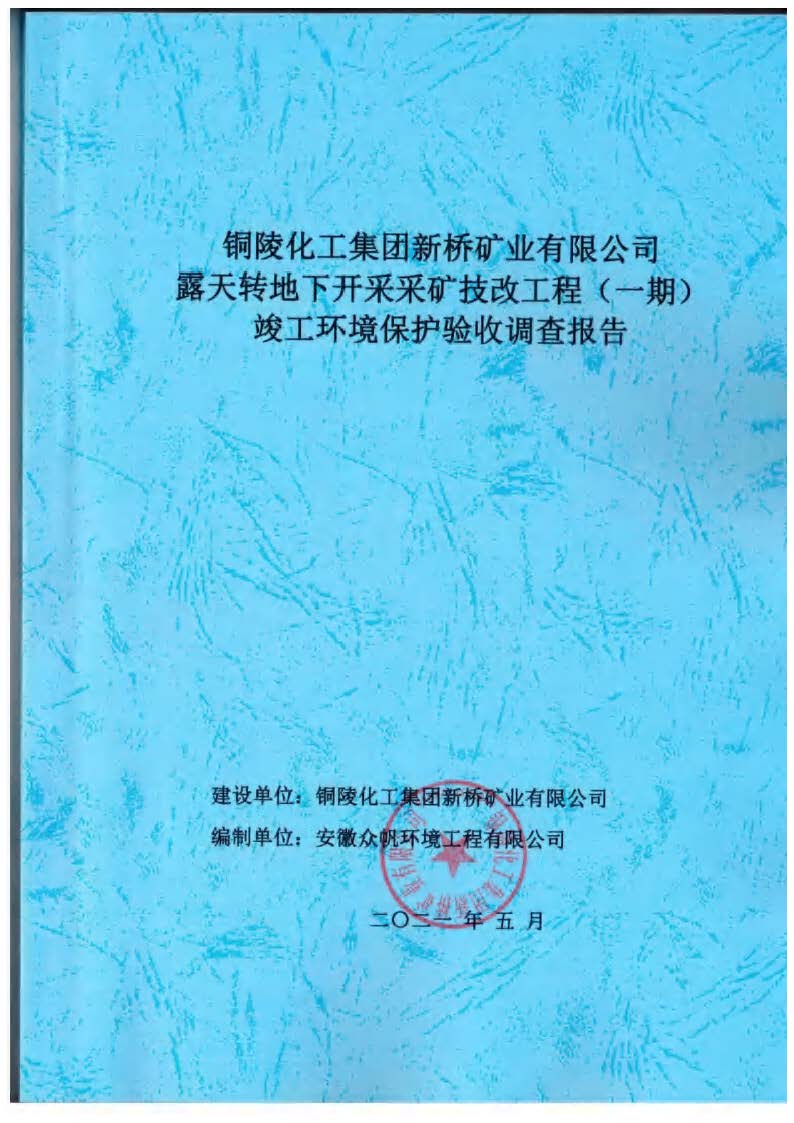 铜陵化工集团新桥矿业有限公司
露天转地下开采采矿技改工程（一期）
竣工环境保护验收调查报告
建设单位：铜陵化工集团新桥矿业有限公司
编制单位：安徽众帆环境工程有限公司
二〇二一年五月